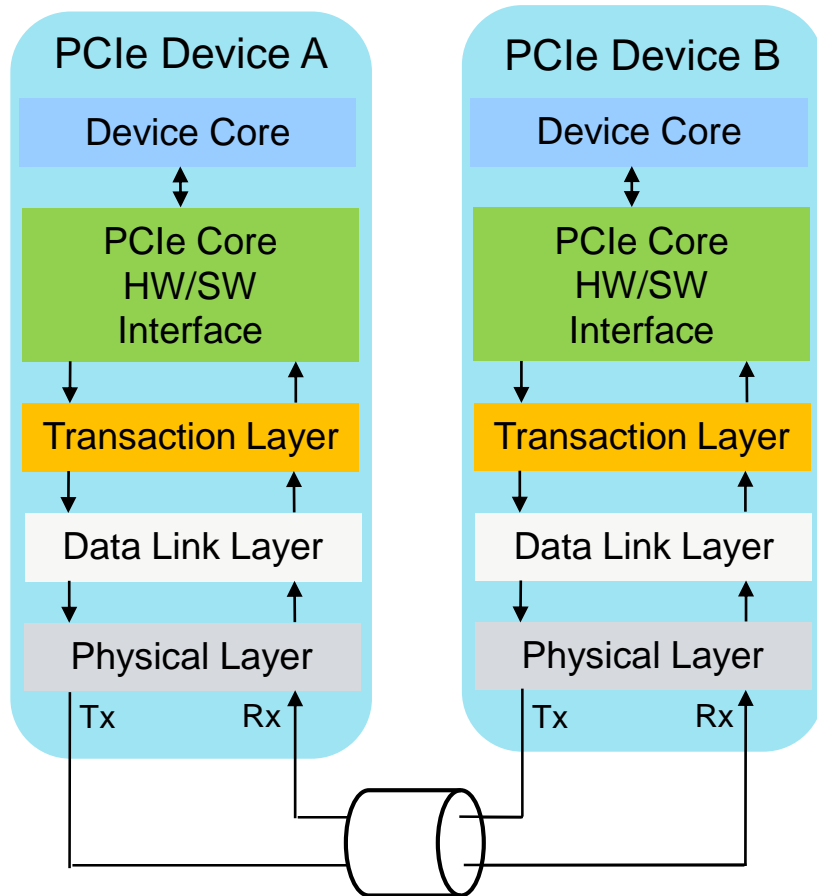 PCIe Device A
Device Core
PCIe Core
HW/SW
Interface
Transaction Layer
Data Link Layer
Physical Layer
Tx
Rx
PCIe Device B
Device Core
PCIe Core
HW/SW
Interface
Transaction Layer
Data Link Layer
Physical Layer
Tx
Rx